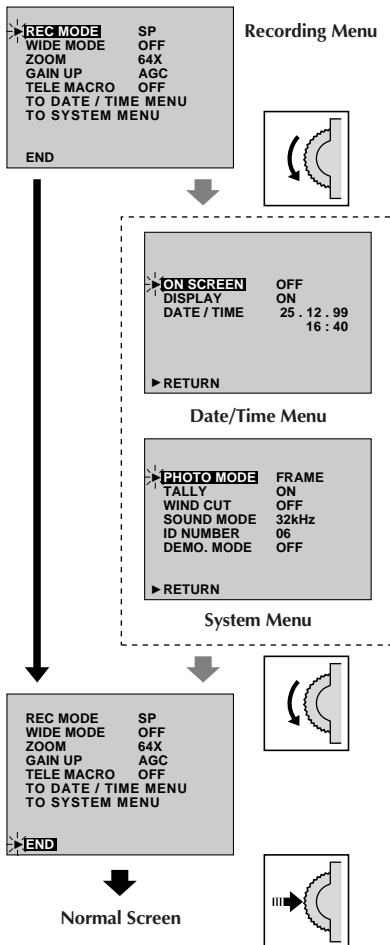 REC MODE SP
Recording Menu
WIDE MODE OFF
ZOOM 64X
GAIN UP AGC
TELE MACRO OFF
TO DATE / TIME MENU
TO SYSTEM MENU
END
ON SCREEN OFF
DISPLAY ON
DATE / TIME 25 . 12 . 99
16 : 40
RETURN
Date/Time Menu
PHOTO MODE FRAME
TALLY ON
WIND CUT OFF
SOUND MODE 32kHz
ID NUMBER 06
DEMO. MODE OFF
RETURN
System Menu
REC MODE SP
WIDE MODE OFF
ZOOM 64X
GAIN UP AGC
TELE MACRO OFF
TO DATE / TIME MENU
TO SYSTEM MENU
END
Normal Screen